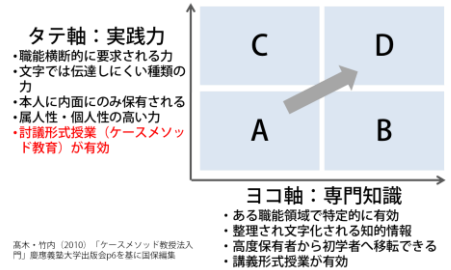 タテ軸：実践力
•職能横断的に要求される力
•文字では伝達しにくい種類の
力
•本人に内面にのみ保有される
•属人性・個人性の高い力
•討議形式授業（ケースメソッ
ド教育）が有効
C
D
A
B
ヨコ軸：専門知識
•ある職能領域で特定的に有効
•整理され文字化される知的情報
•高度保有者から初学者へ移転できる
•講義形式授業が有効
髙木・竹内（2010）「ケースメソッド教授法入
門」慶應義塾大学出版会p6を基に国保編集